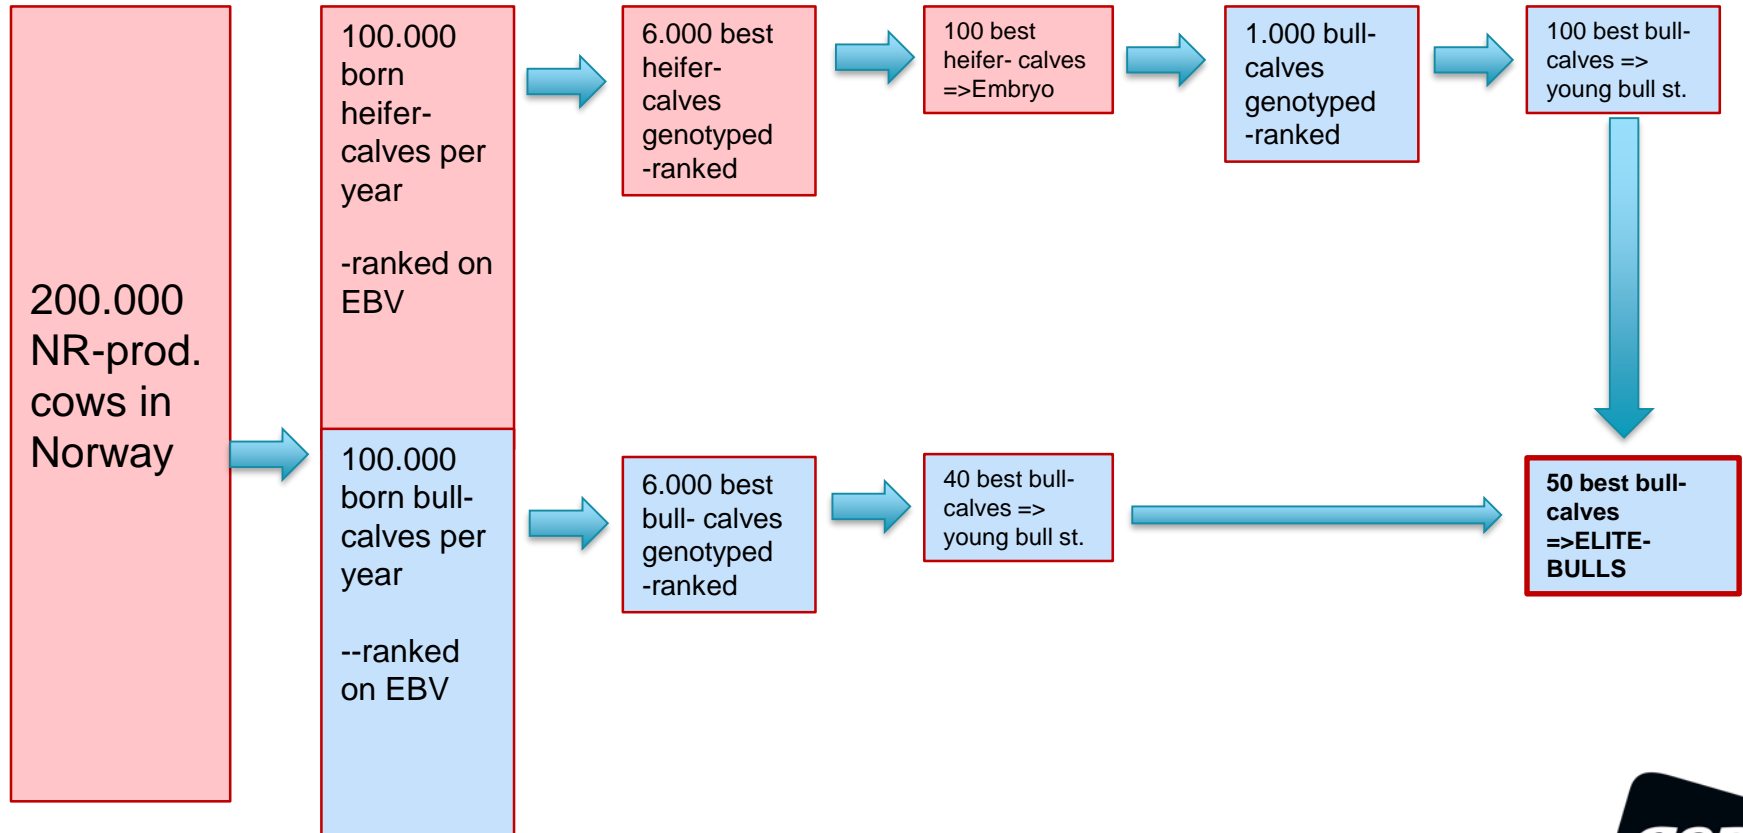 200.000
NR-prod.
cows in
Norway
100.000
born
heifer-
calves per
year
-ranked on
EBV
100.000
born bull-
calves per
year
--ranked
on EBV
6.000 best
heifer-
calves
genotyped
-ranked
100 best
heifer- calves
=>Embryo
1.000 bull-
calves
genotyped
-ranked
100 best bull-
calves =>
young bull st.
6.000 best
bull- calves
genotyped
-ranked
40 best bull-
calves =>
young bull st.
50 best bull-
calves
=>ELITE-
BULLS